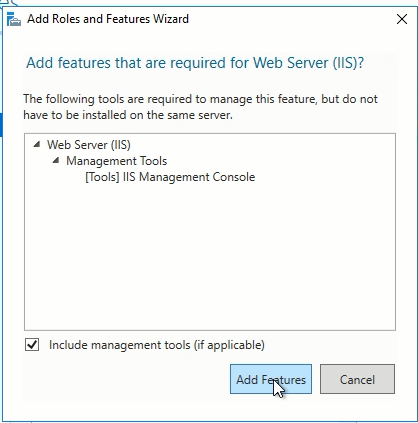 Add Roles and Features Wizard
Add features that are required for Web Server (IIS)?
The following tools are required to manage this feature, but do not
have to be installed on the same server.
Web Server (IIS)
Management Tools
[Tools] IIS Management Console
Include management tools (if applicable)
Add Features
Cancel